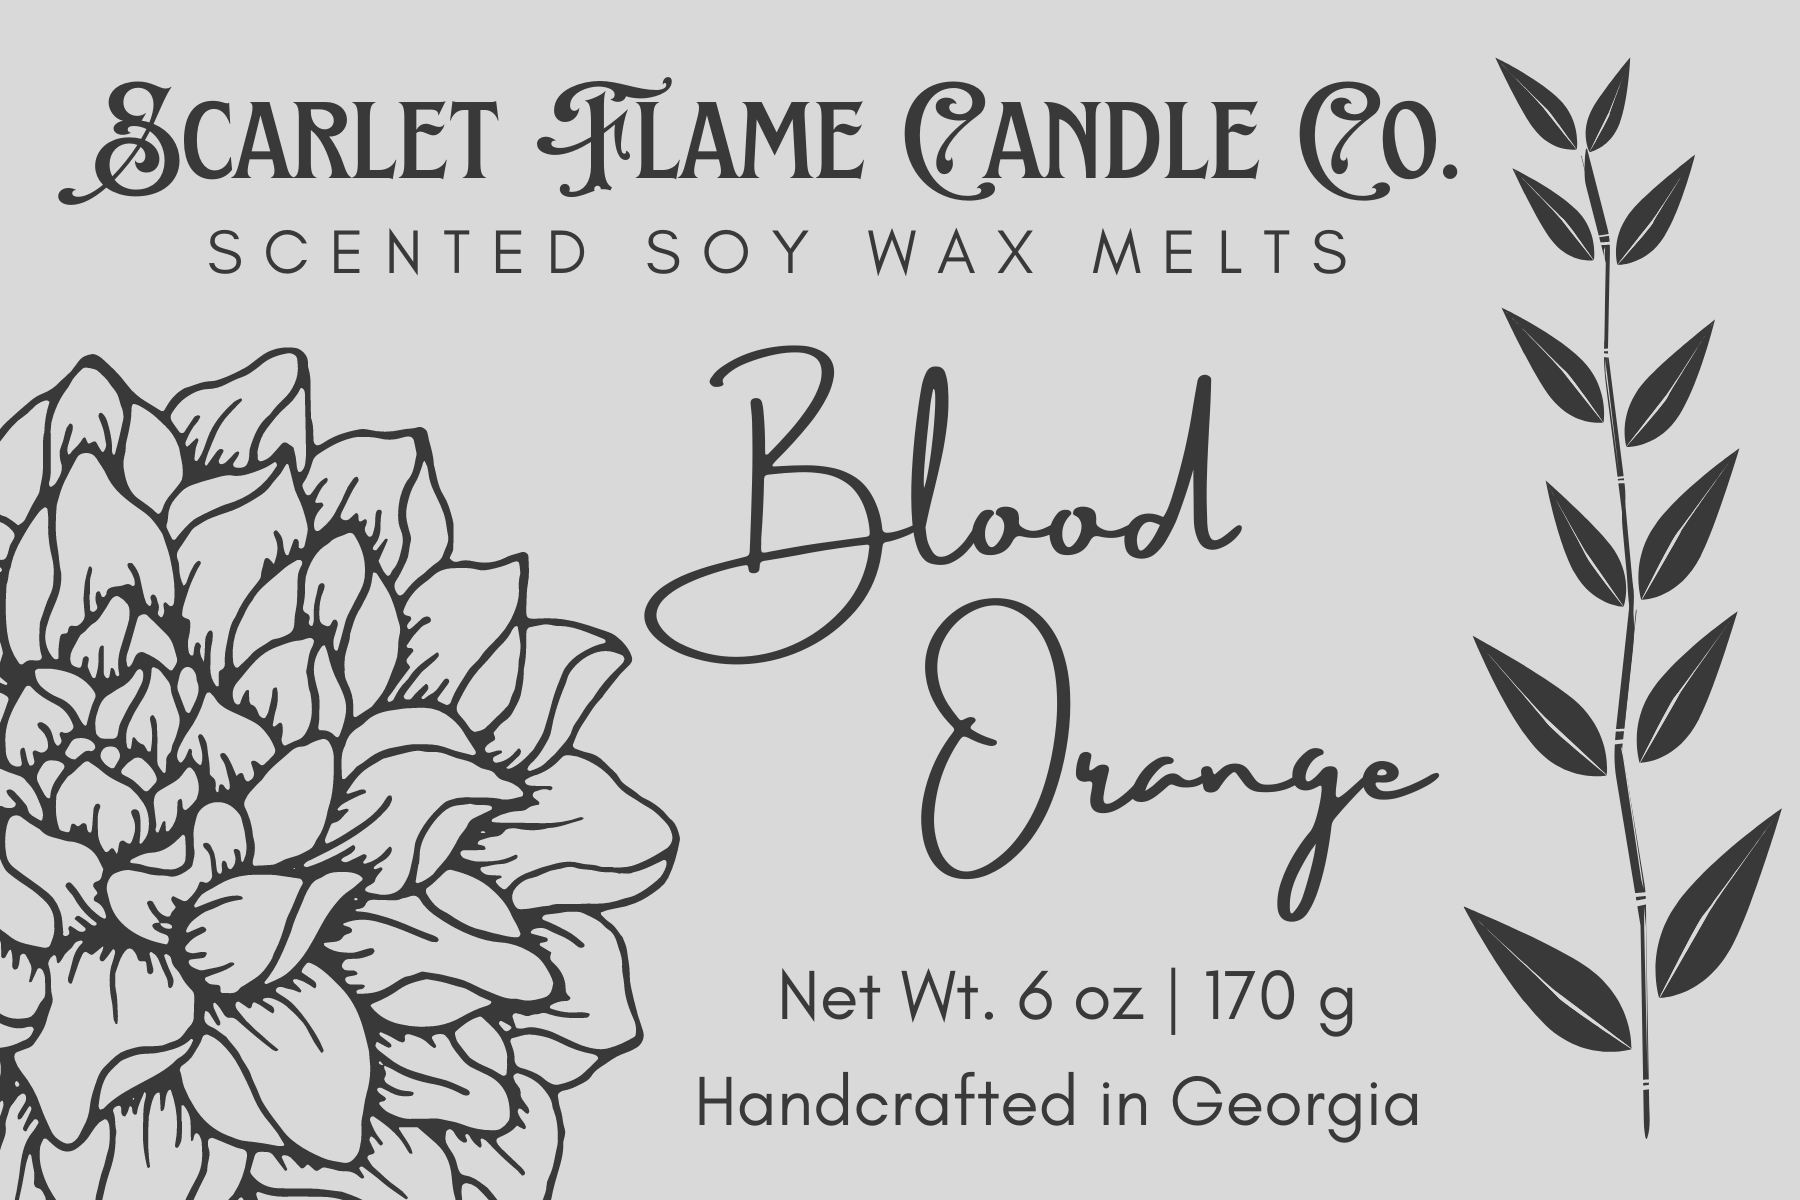 Scarlet Flame Candle Co.
SCENTED SOY WAX MELTS
Blood
Orange
Net Wt. 6 oz | 170 g
Handcrafted in Georgia